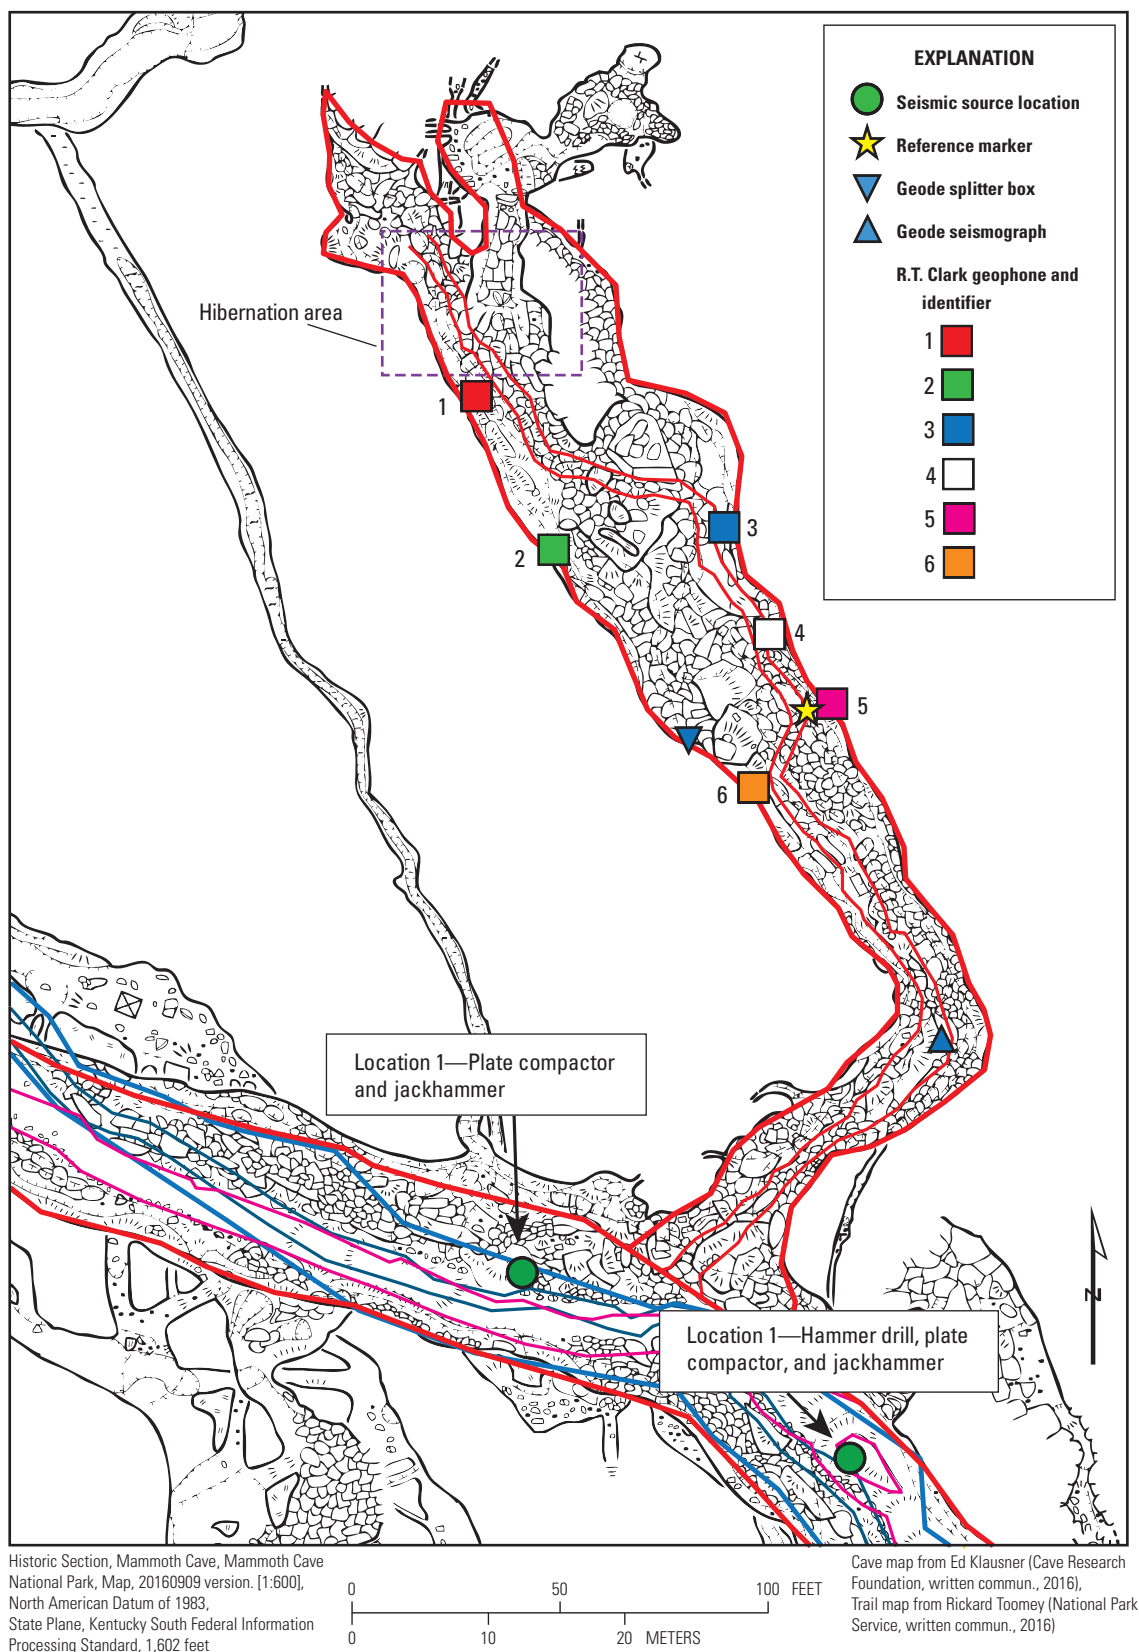 EXPLANATION
Seismic source location
Reference marker
Geode splitter box
Geode seismograph
R.T. Clark geophone and
identifier
1
2
3
4
5
6
Hibernation area
1
2
3
4
5
6
Location 1—Plate compactor
and jackhammer
Location 1—Hammer drill, plate
compactor, and jackhammer
N
Historic Section, Mammoth Cave, Mammoth Cave
National Park, Map, 20160909 version. [1:600],
North American Datum of 1983,
State Plane, Kentucky South Federal Information
Processing Standard, 1,602 feet
0 50 100 FEET
0 10 20 METERS
Cave map from Ed Klausner (Cave Research
Foundation, written commun., 2016),
Trail map from Rickard Toomey (National Park
Service, written commun., 2016)